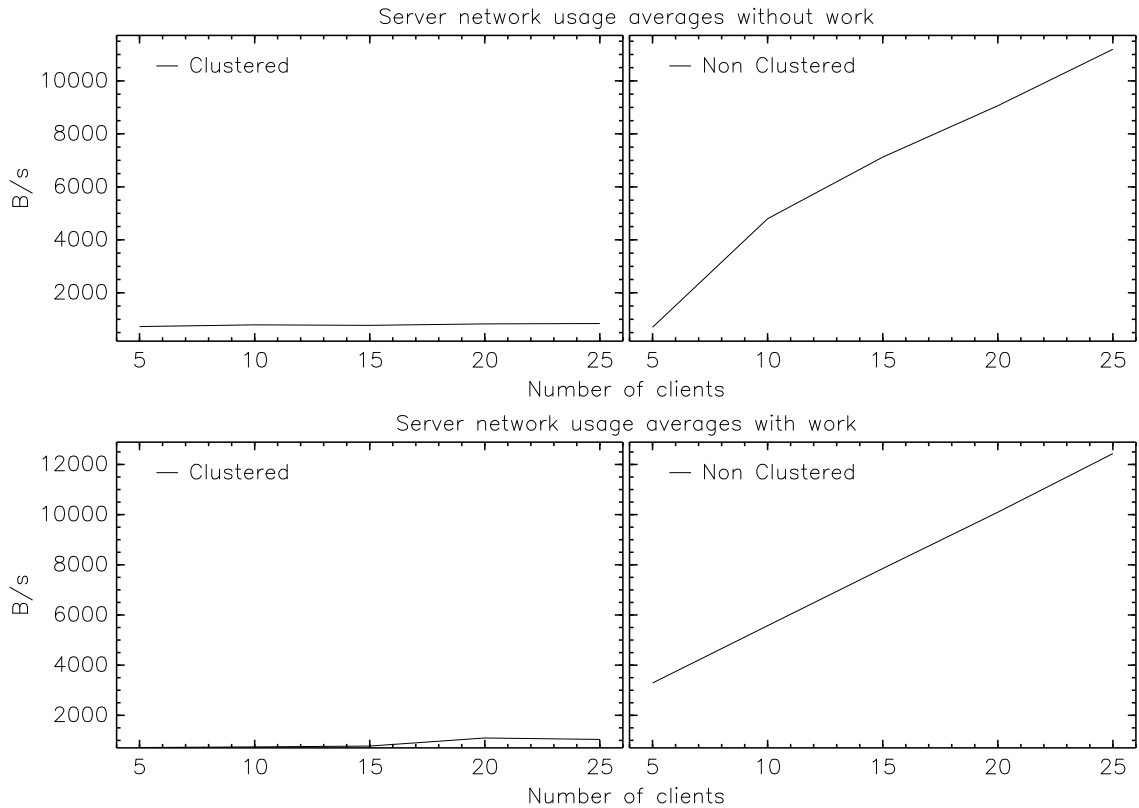 Server network usage averages without work
Clustered
Non Clustered
10000
8000
6000
4000
2000
B/s
5 10 15 20 25
5 10 15 20 25
Number of clients
Server network usage averages with work
Clustered
Non Clustered
12000
10000
8000
6000
4000
2000
B/s
5 10 15 20 25
5 10 15 20 25
Number of clients